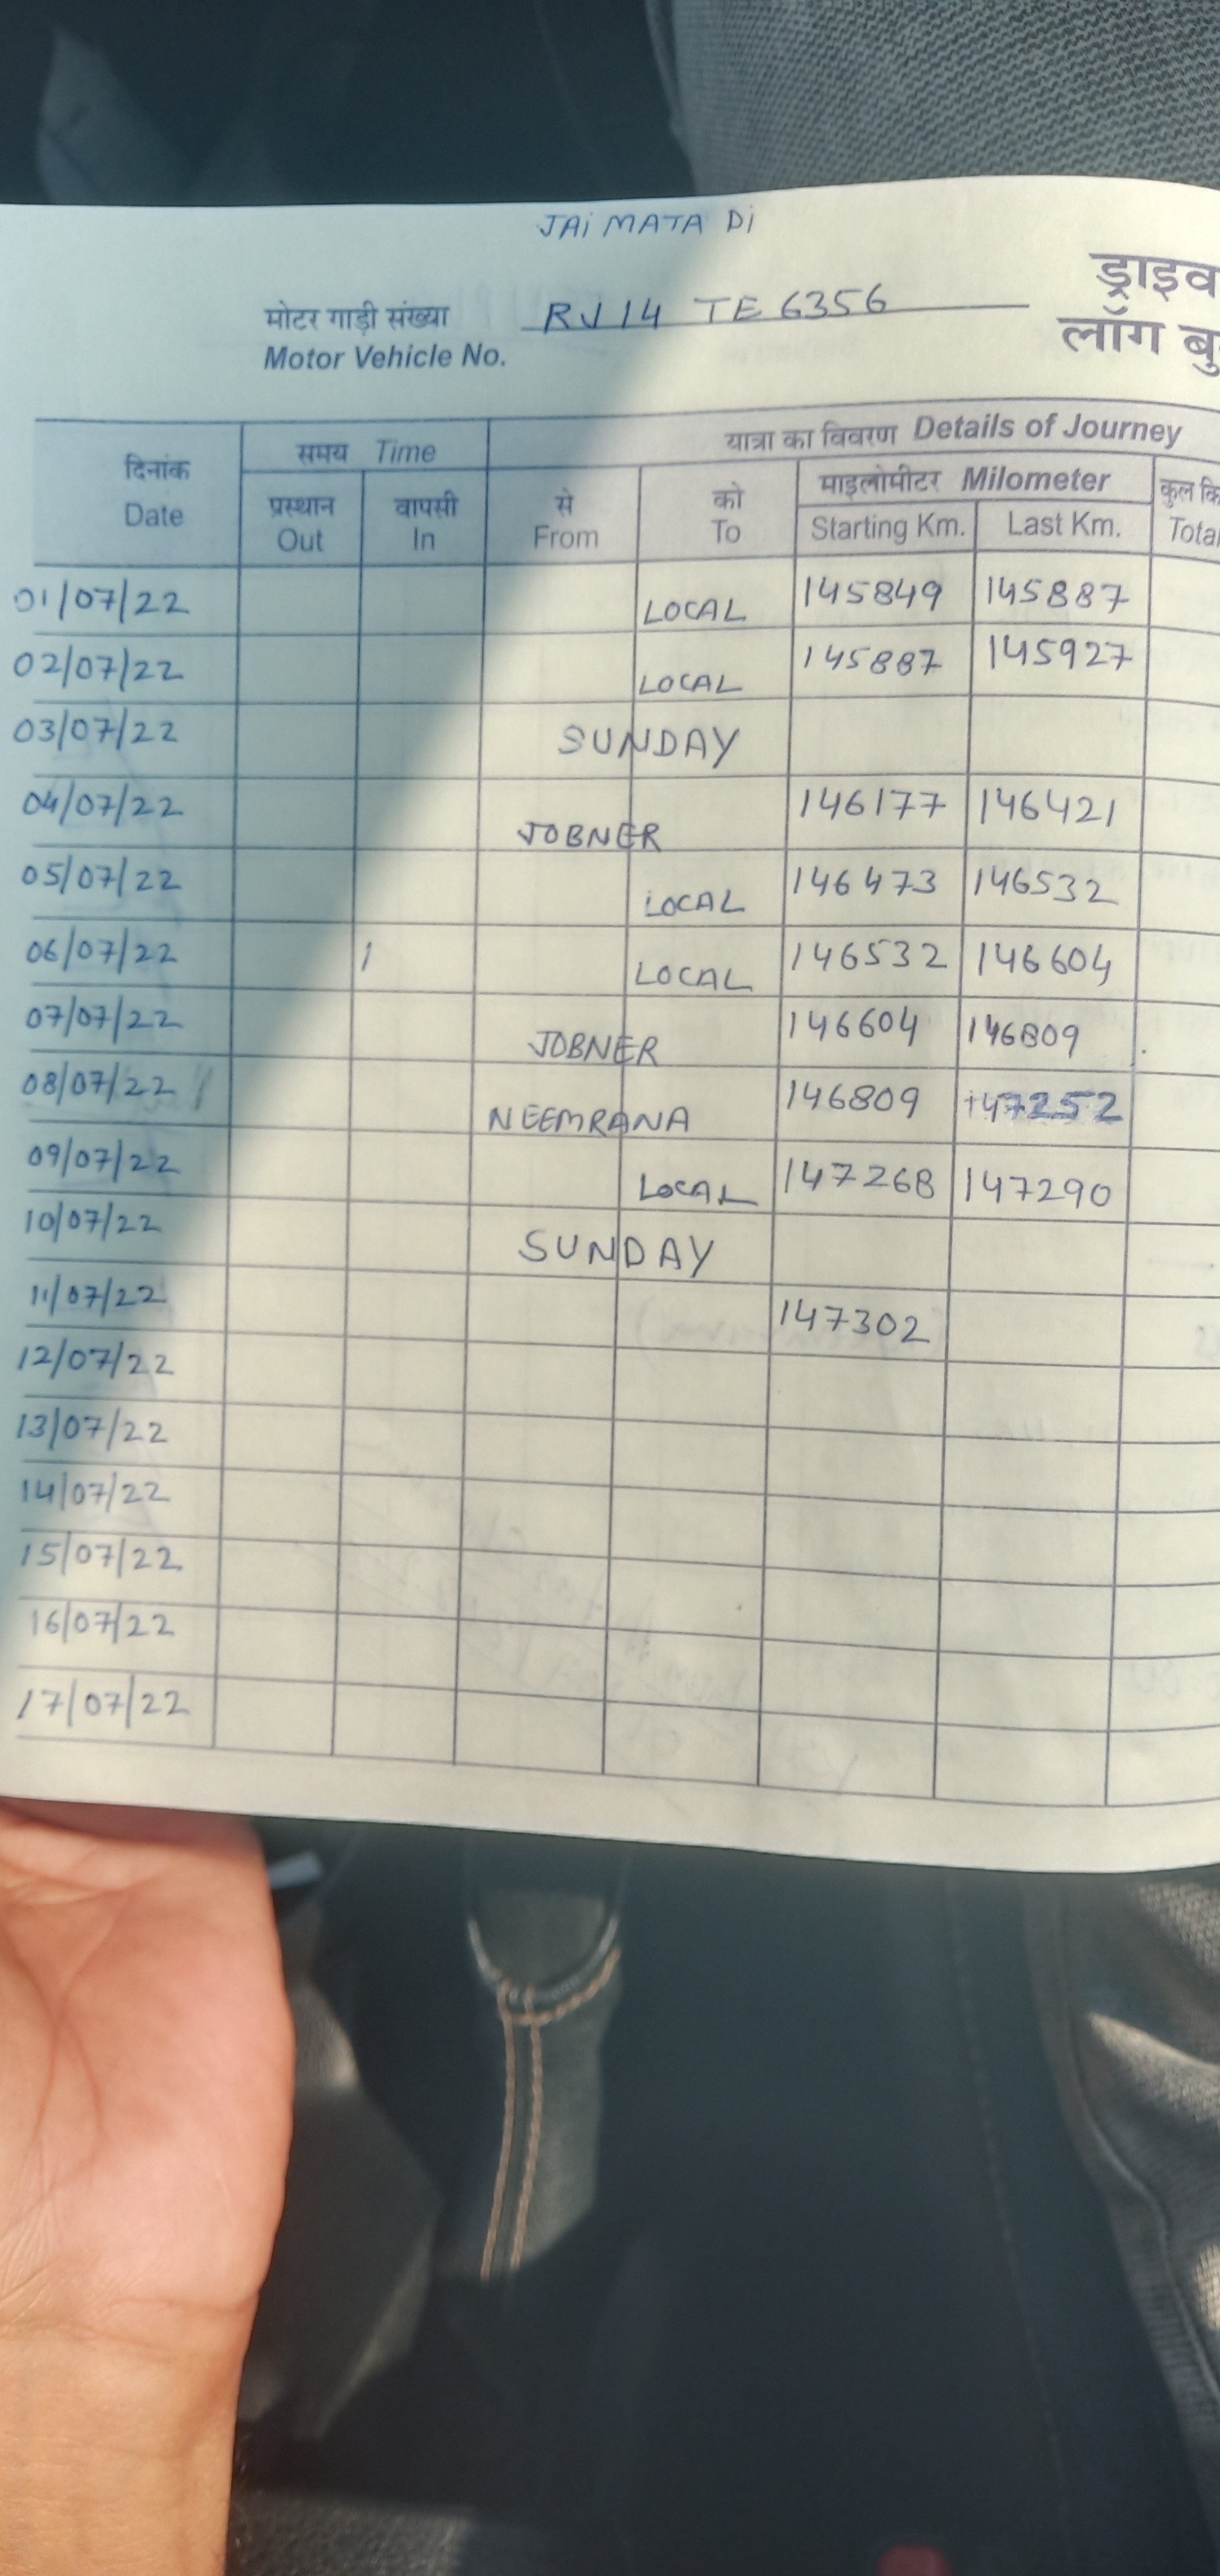 JAI MATA DI
ड्राइव
मोटर गाड़ी संख्या RJ14 TE 6356
लॉग बु
Motor Vehicle No.
यात्रा का विवरण Details of Journey
समय Time
दिनांक माइलोमीटर Milometer कुल कि
प्रस्थान वापसी से को
Date Out In From To Starting Km. Last Km. Total
01/07/22 LOCAL 145849 145887
02/07/22 LOCAL 145887 145927
03/07/22 SUNDAY
04/07/22 JOBNER 146177 146421
05/07/22 LOCAL 146473 146532
06/07/22 LOCAL 146532 146604
07/07/22 JOBNER 146604 146809
08/07/22 NEEMRANA 146809 147252
09/07/22 LOCAL 147268 147290
10/07/22 SUNDAY
11/07/22 147302
12/07/22
13/07/22
14/07/22
15/07/22
16/07/22
17/07/22